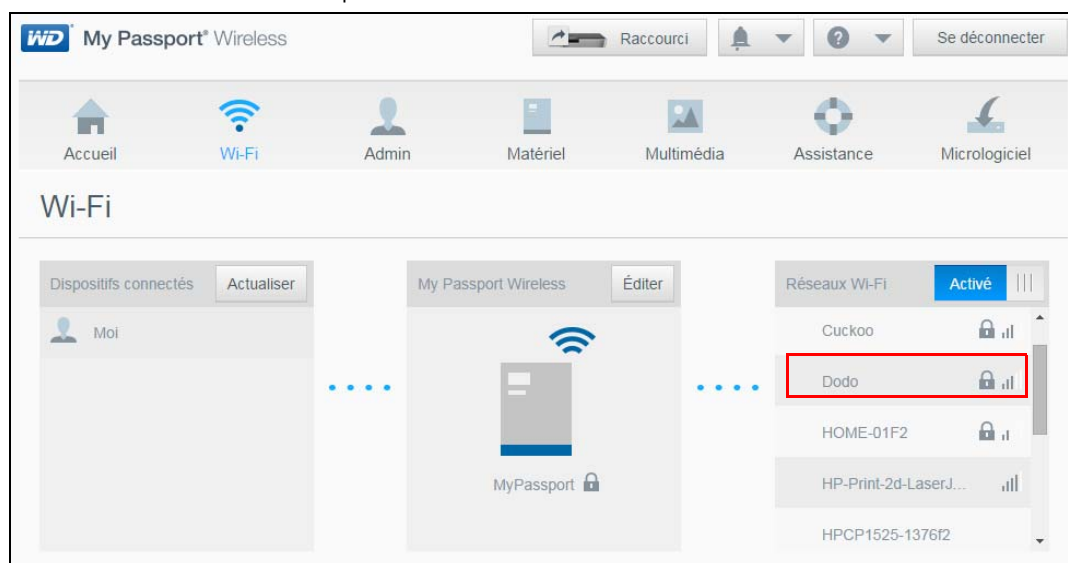 WD My Passport® Wireless
Raccourci
Se déconnecter
Accueil
Wi-Fi
Admin
Matériel
Multimédia
Assistance
Micrologiciel
Wi-Fi
Dispositifs connectés Actualiser
Moi
My Passport Wireless Éditer
MyPassport
Réseaux Wi-Fi Activé
Cuckoo
Dodo
HOME-01F2
HP-Print-2d-LaserJ...
HPCP1525-1376f2